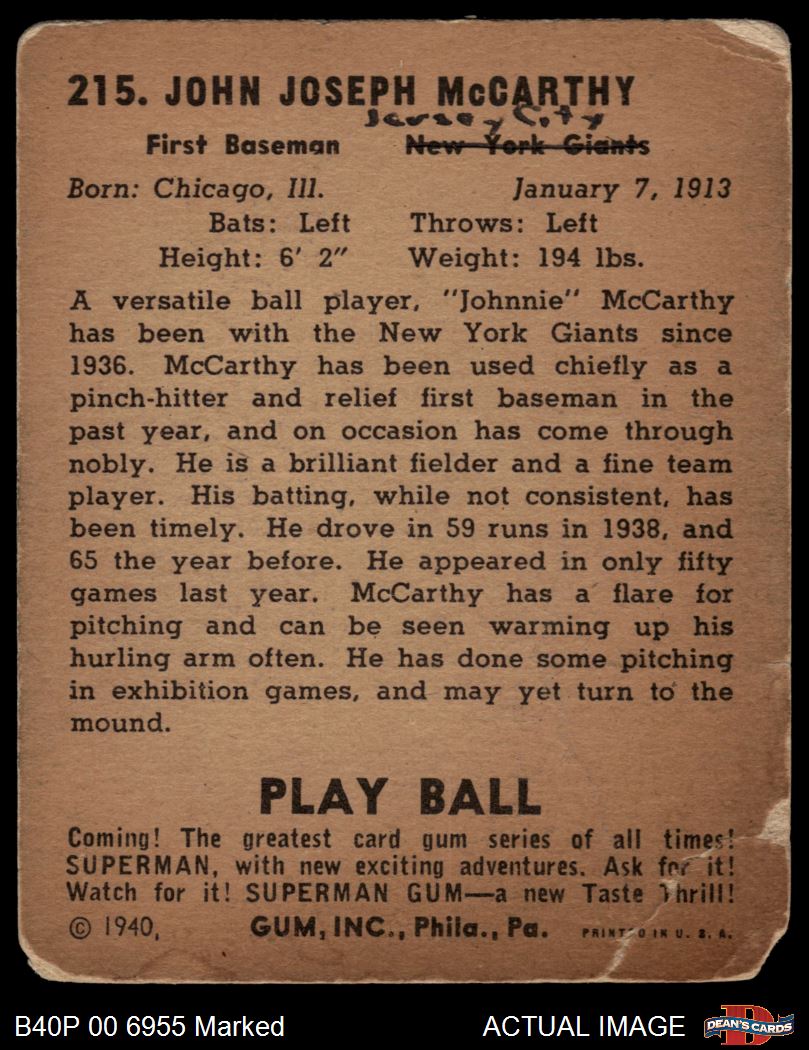 215. JOHN JOSEPH McCARTHY
Jersey City
First Baseman New York Giants
Born: Chicago, Ill. January 7, 1913
Bats: Left Throws: Left
Height: 6' 2" Weight: 194 lbs.
A versatile ball player, "Johnnie" McCarthy
has been with the New York Giants since
1936. McCarthy has been used chiefly as a
pinch-hitter and relief first baseman in the
past year, and on occasion has come through
nobly. He is a brilliant fielder and a fine team
player. His batting, while not consistent, has
been timely. He drove in 59 runs in 1938, and
65 the year before. He appeared in only fifty
games last year. McCarthy has a flare for
pitching and can be seen warming up his
hurling arm often. He has done some pitching
in exhibition games, and may yet turn to the
mound.
PLAY BALL
Coming! The greatest card gum series of all times!
SUPERMAN, with new exciting adventures. Ask for it!
Watch for it! SUPERMAN GUM—a new Taste Thrill!
© 1940, GUM, INC., Phila., Pa. PRINTED IN U. S. A.
B40P 00 6955 Marked ACTUAL IMAGE D DEAN'S CARDS